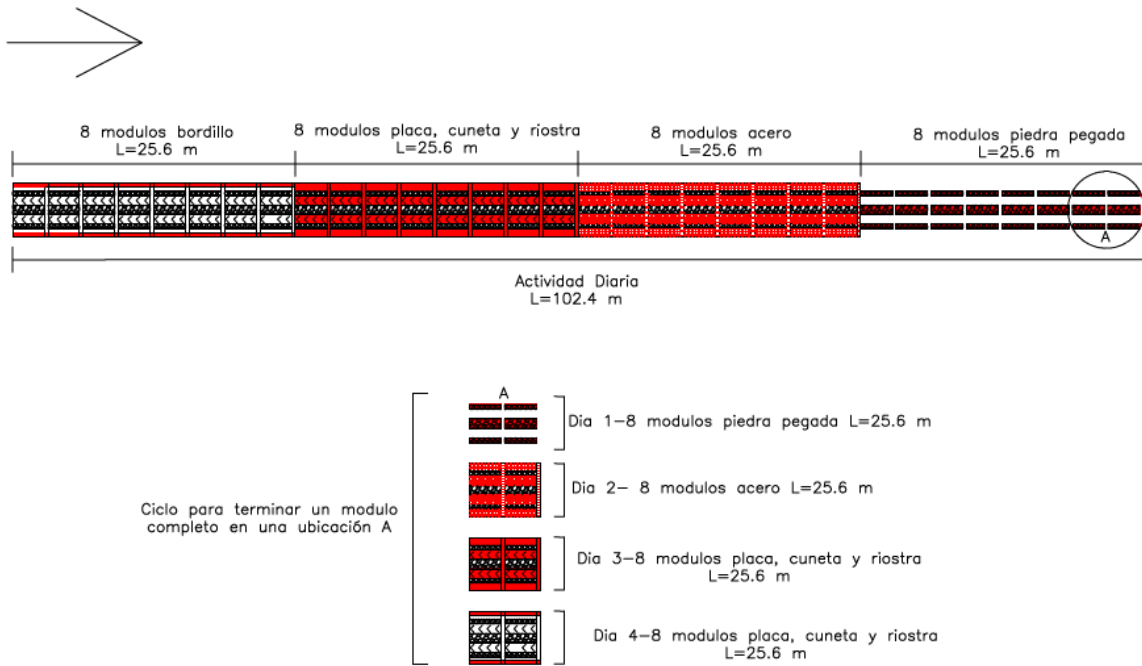 8 modulos bordillo
L=25.6 m
8 modulos placa, cuneta y riostra
L=25.6 m
8 modulos acero
L=25.6 m
8 modulos piedra pegada
L=25.6 m
A
Actividad Diaria
L=102.4 m
A
Dia 1-8 modulos piedra pegada L=25.6 m
Dia 2- 8 modulos acero L=25.6 m
Ciclo para terminar un modulo
completo en una ubicación A
Dia 3-8 modulos placa, cuneta y riostra
L=25.6 m
Dia 4-8 modulos placa, cuneta y riostra
L=25.6 m